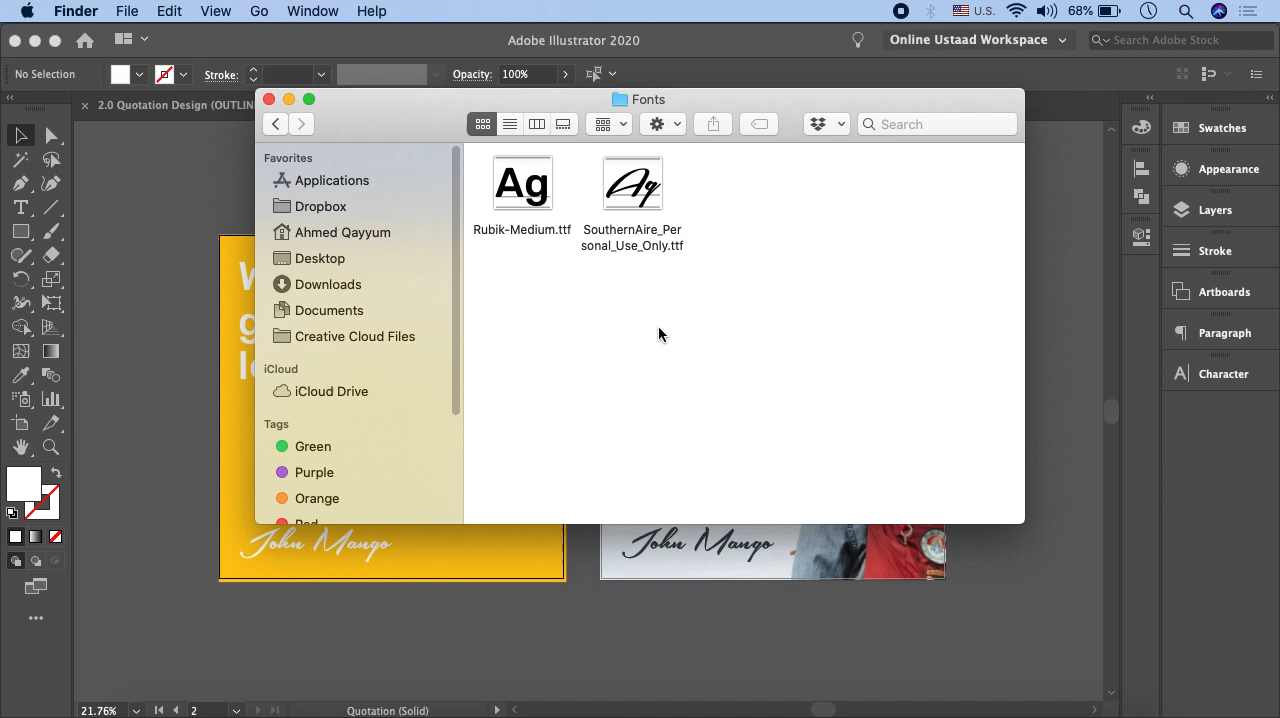 Finder File Edit View Go Window Help U.S. 68%
Adobe Illustrator 2020 Online Ustaad Workspace Search Adobe Stock
No Selection Stroke: Opacity: 100%
× 2.0 Quotation Design (OUTLIN
Fonts
Search
Favorites
Applications
Dropbox
Ahmed Qayyum
Desktop
Downloads
Documents
Creative Cloud Files
iCloud
iCloud Drive
Tags
Green
Purple
Orange
Red
Ag
Rubik-Medium.ttf
Ag
SouthernAire_Per
sonal_Use_Only.ttf
Swatches
Appearance
Layers
Stroke
Artboards
Paragraph
Character
John Mango
John Mango
21.76% 2 Quotation (Solid)